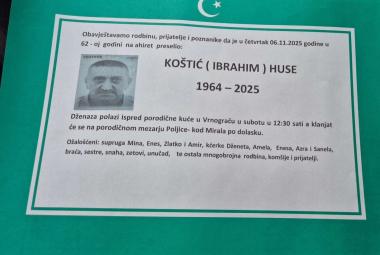 Obavještavamo rodbinu, prijatelje i poznanike da je u četvrtak 06.11.2025 godine u
62 - oj godini na ahiret preselio:
KOŠTIĆ ( IBRAHIM ) HUSE
1964 – 2025
Dženaza polazi ispred porodične kuće u Vrnograču u subotu u 12:30 sati a klanjat
će se na porodičnom mezarju Poljice- kod Mirala po dolasku.
Ožalošćeni: supruga Mina, Enes, Zlatko i Amir, kćerke Dženeta, Amela, Enesa, Azra i Sanela,
braća, sestre, snaha, zetovi, unučad, te ostala mnogobrojna rodbina, komšije i prijatelji.